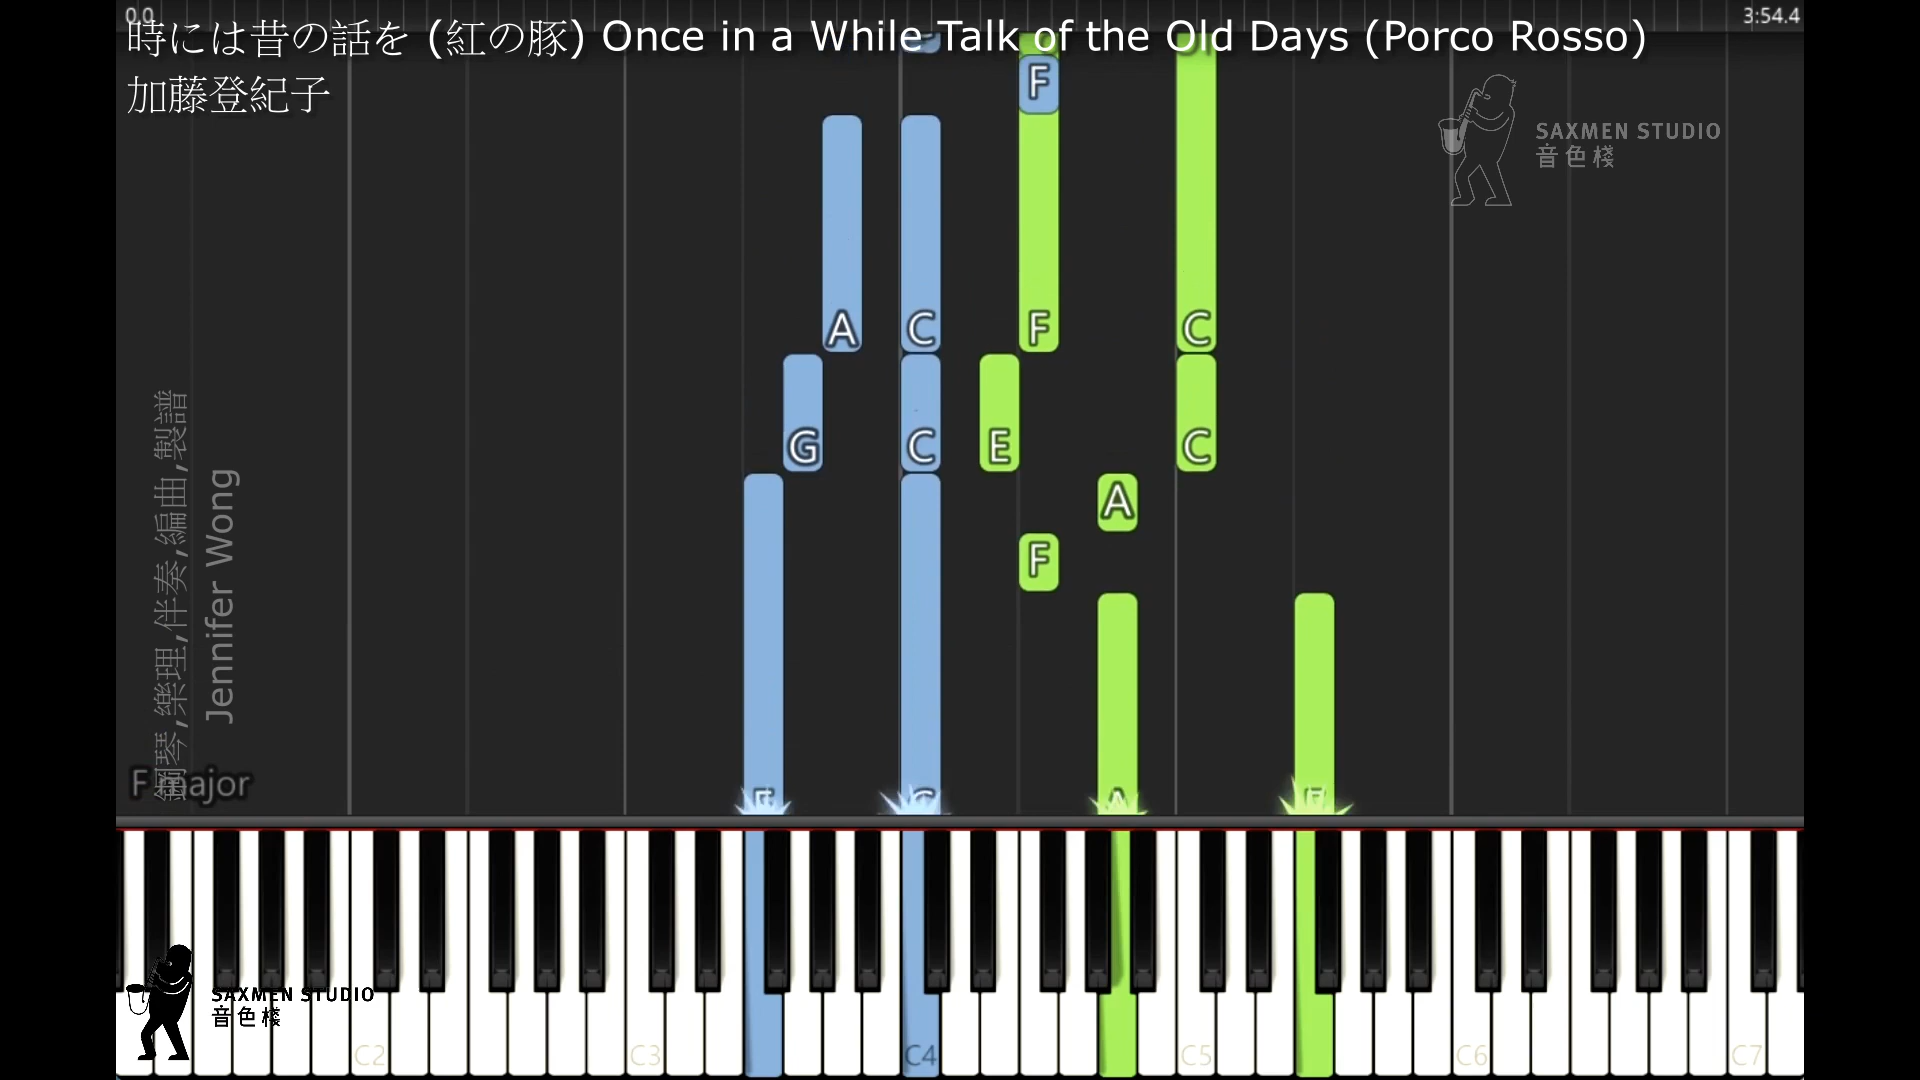 0.0
3:54.4
時には昔の話を (紅の豚) Once in a While Talk of the Old Days (Porco Rosso)
加藤登紀子
SAXMEN STUDIO
音色棧
F
A C F C
G C E C
A
F
F C A F
鋼琴,樂理,伴奏,編曲,製譜
Jennifer Wong
F major
SAXMEN STUDIO
音色棧
C2 C3 C4 C5 C6 C7